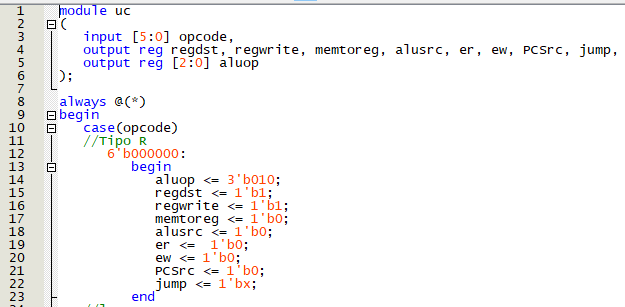 1 module uc
2 (
3 input [5:0] opcode,
4 output reg regdst, regwrite, memtoreg, alusrc, er, ew, PCSrc, jump,
5 output reg [2:0] aluop
6 );
7
8 always @(*)
9 begin
10 case(opcode)
11 //Tipo R
12 6'b000000:
13 begin
14 aluop <= 3'b010;
15 regdst <= 1'b1;
16 regwrite <= 1'b1;
17 memtoreg <= 1'b0;
18 alusrc <= 1'b0;
19 er <=  1'b0;
20 ew <= 1'b0;
21 PCSrc <= 1'b0;
22 jump <= 1'bx;
23 end